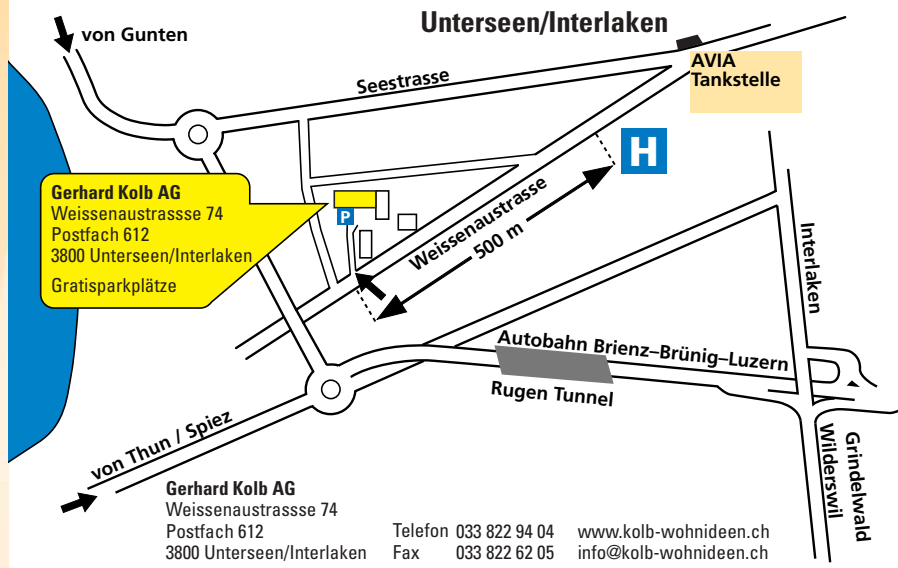 Unterseen/Interlaken
von Gunten
AVIA
Tankstelle
Seestrasse
H
Gerhard Kolb AG
Weissenaustrassse 74
Postfach 612
3800 Unterseen/Interlaken
Gratisparkplätze
P
Weissenaustrasse
500 m
Interlaken
Autobahn Brienz–Brünig–Luzern
Rugen Tunnel
von Thun / Spiez
Grindelwald
Wilderswil
Gerhard Kolb AG
Weissenaustrassse 74
Postfach 612
3800 Unterseen/Interlaken
Telefon 033 822 94 04
Fax 033 822 62 05
www.kolb-wohnideen.ch
info@kolb-wohnideen.ch